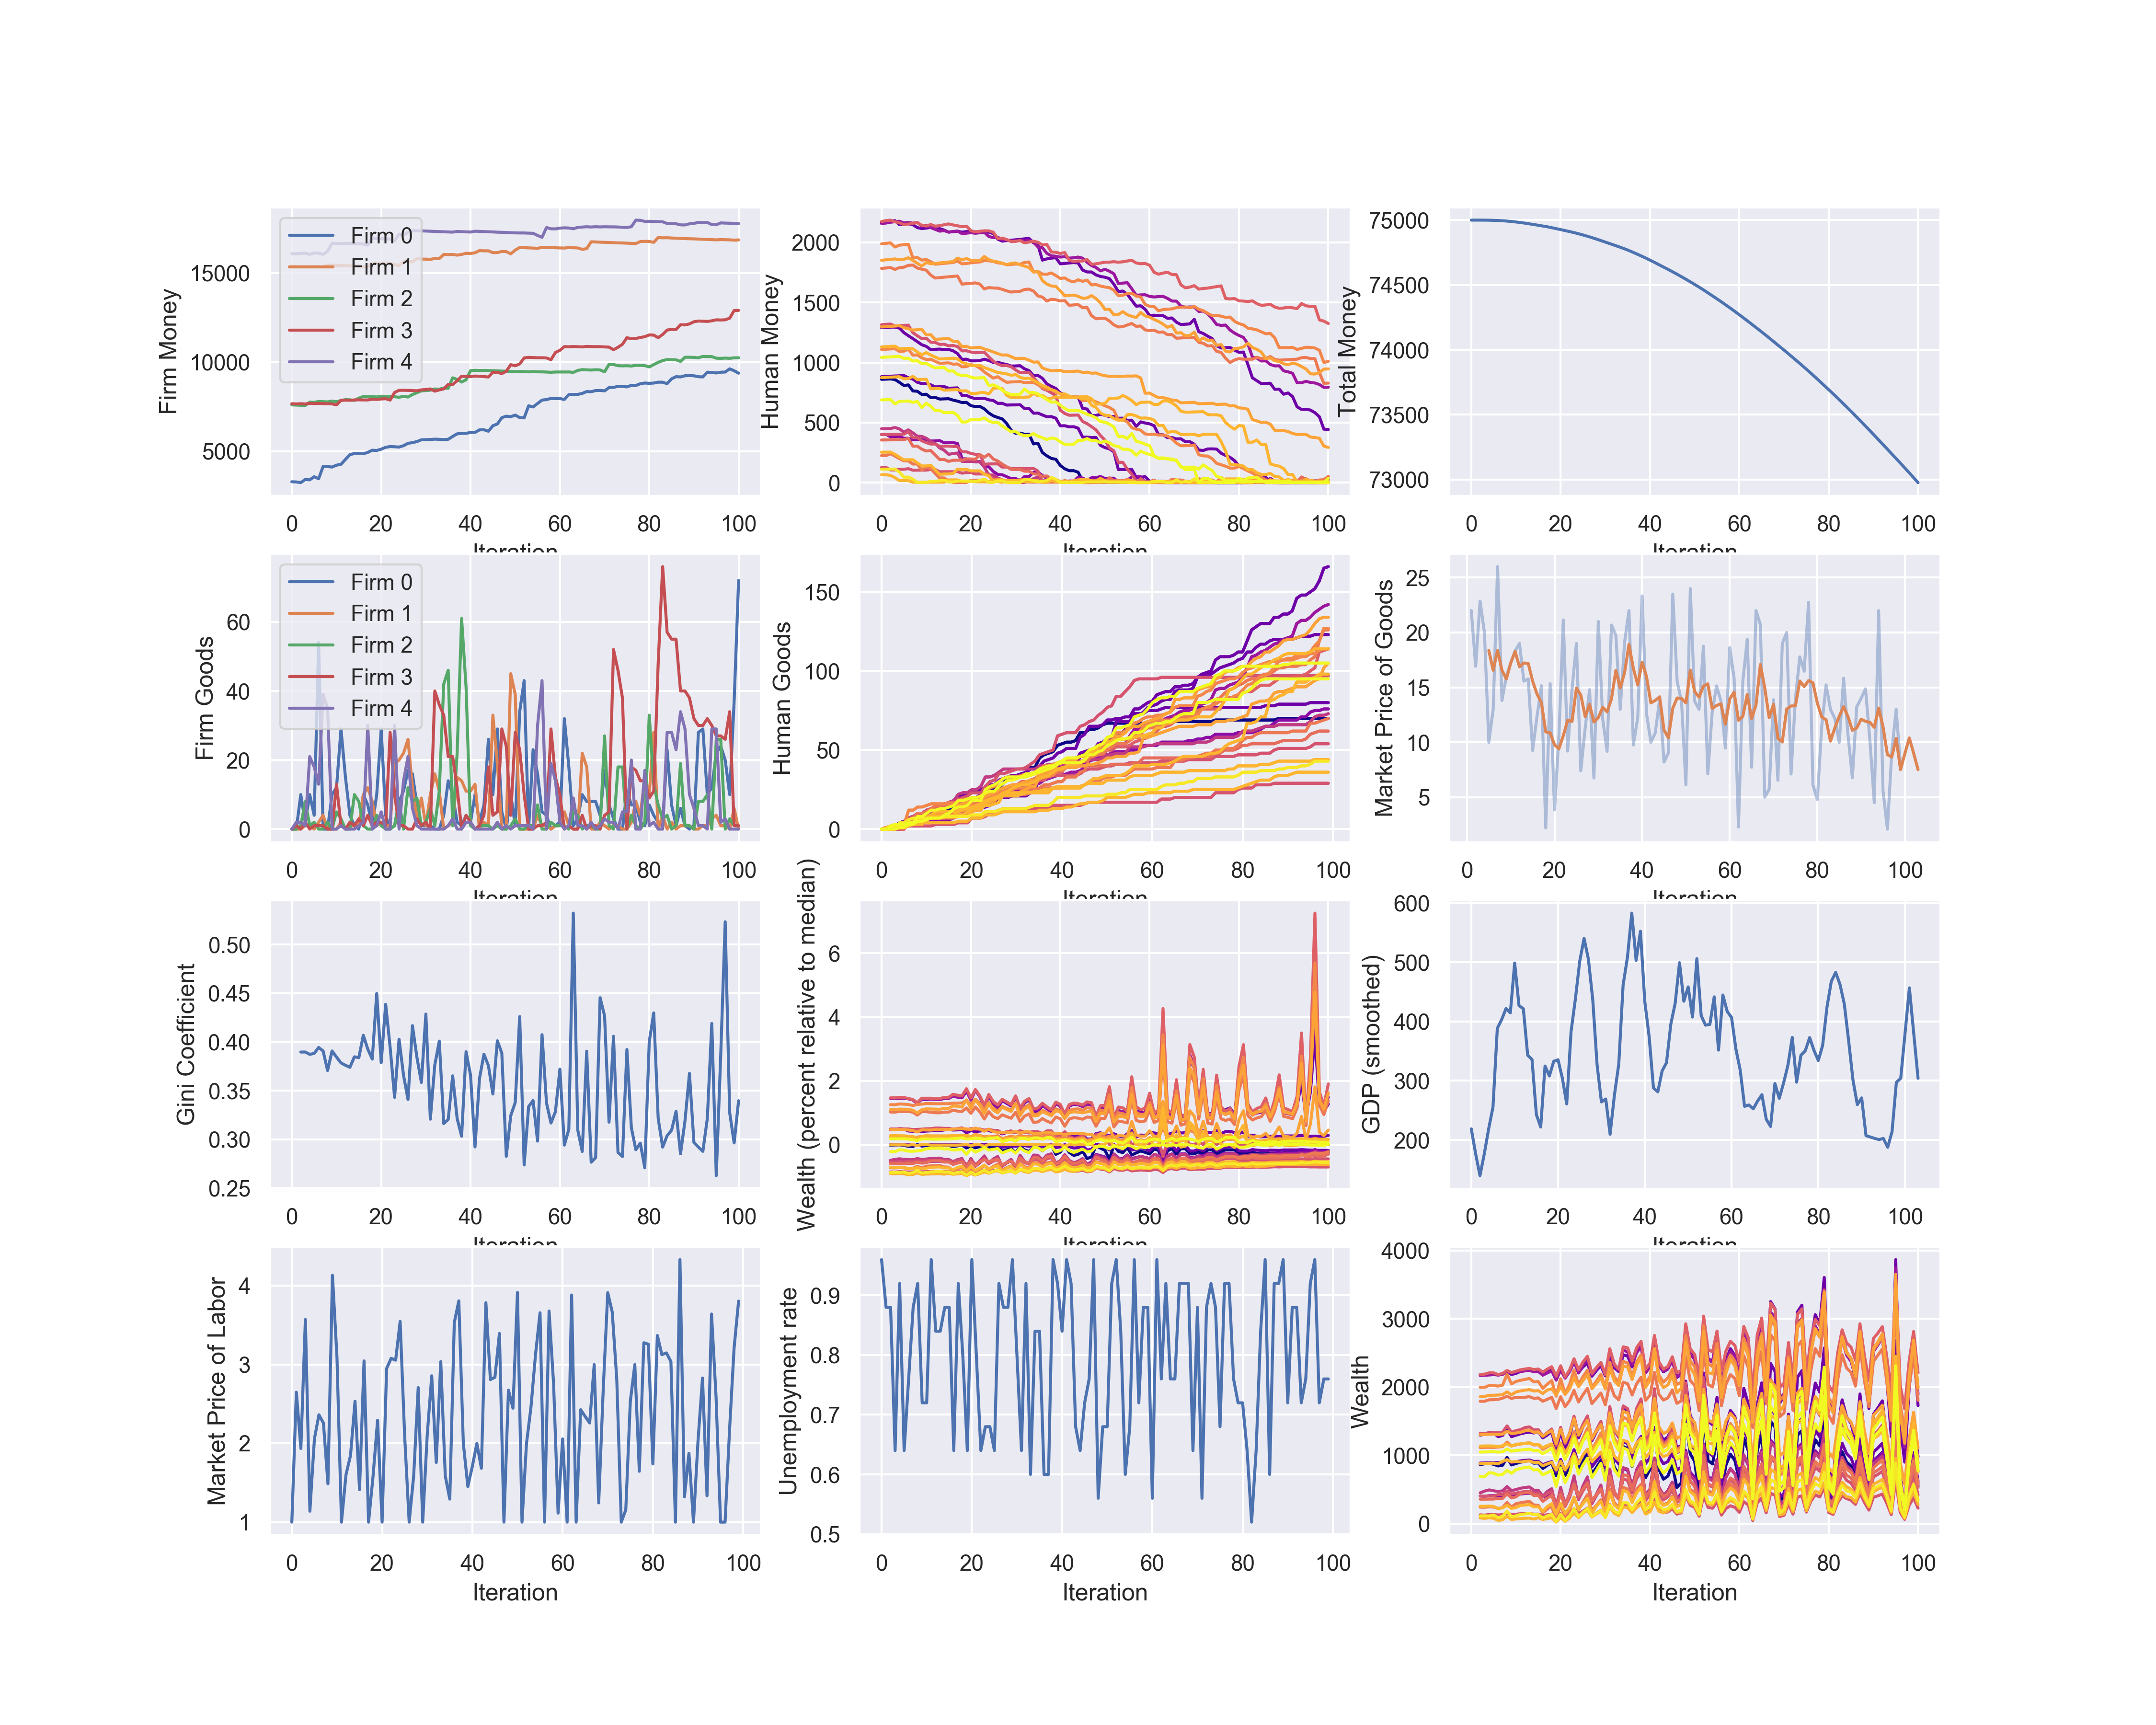 Firm Money
15000
10000
5000
Firm 0
Firm 1
Firm 2
Firm 3
Firm 4
0 20 40 60 80 100
Iteration
Human Money
2000
1500
1000
500
0
0 20 40 60 80 100
Iteration
Total Money
75000
74500
74000
73500
73000
0 20 40 60 80 100
Iteration
Firm Goods
60
40
20
0
Firm 0
Firm 1
Firm 2
Firm 3
Firm 4
0 20 40 60 80 100
Iteration
Human Goods
150
100
50
0
0 20 40 60 80 100
Iteration
Market Price of Goods
25
20
15
10
5
0 20 40 60 80 100
Iteration
Gini Coefficient
0.50
0.45
0.40
0.35
0.30
0.25
0 20 40 60 80 100
Iteration
Wealth (percent relative to median)
6
4
2
0
0 20 40 60 80 100
Iteration
GDP (smoothed)
600
500
400
300
200
0 20 40 60 80 100
Iteration
Market Price of Labor
4
3
2
1
0 20 40 60 80 100
Iteration
Unemployment rate
0.9
0.8
0.7
0.6
0.5
0 20 40 60 80 100
Iteration
Wealth
4000
3000
2000
1000
0
0 20 40 60 80 100
Iteration